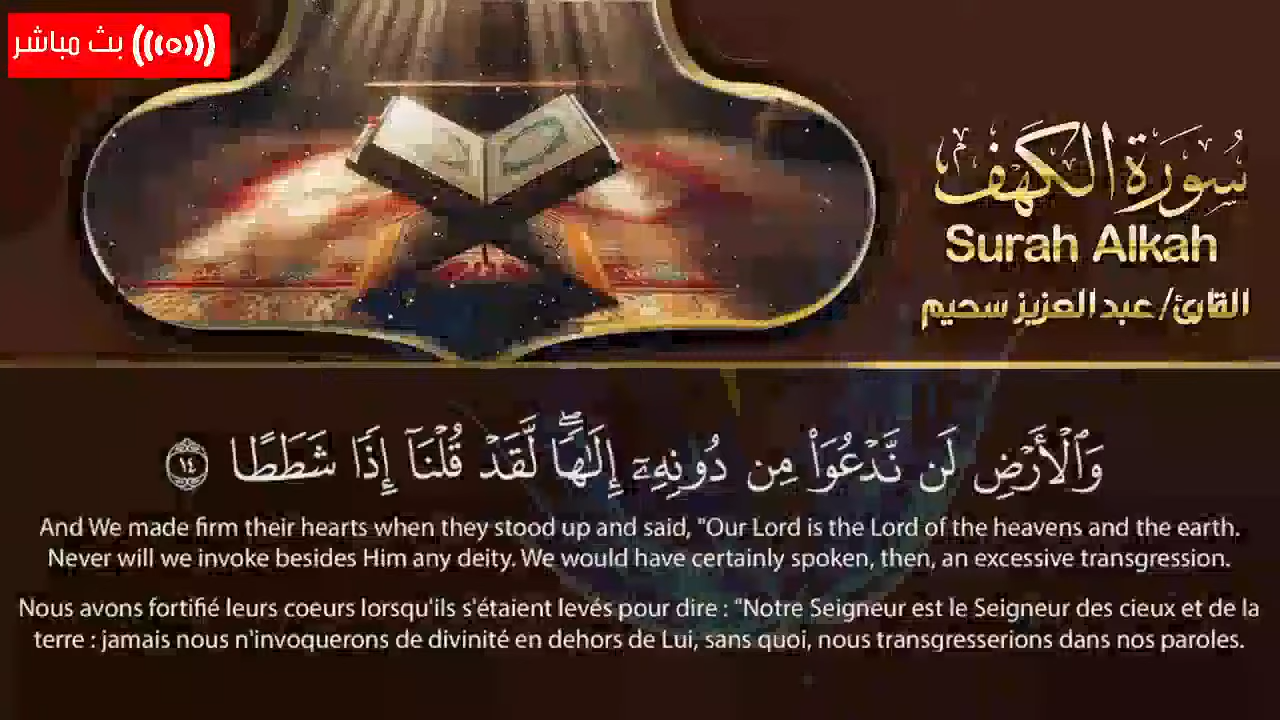 بث مباشر
سُورَةُ الكَهْف
Surah Alkah
القارئ/ عبد العزيز سحيم
وَٱلْأَرْضِ لَن نَّدْعُوَا۟ مِن دُونِهِۦٓ إِلَـٰهًۭا ۖ لَّقَدْ قُلْنَآ إِذًۭا شَطَطًا ١٤
And We made firm their hearts when they stood up and said, "Our Lord is the Lord of the heavens and the earth.
Never will we invoke besides Him any deity. We would have certainly spoken, then, an excessive transgression.
Nous avons fortifié leurs coeurs lorsqu'ils s'étaient levés pour dire : "Notre Seigneur est le Seigneur des cieux et de la
terre : jamais nous n'invoquerons de divinité en dehors de Lui, sans quoi, nous transgresserions dans nos paroles.